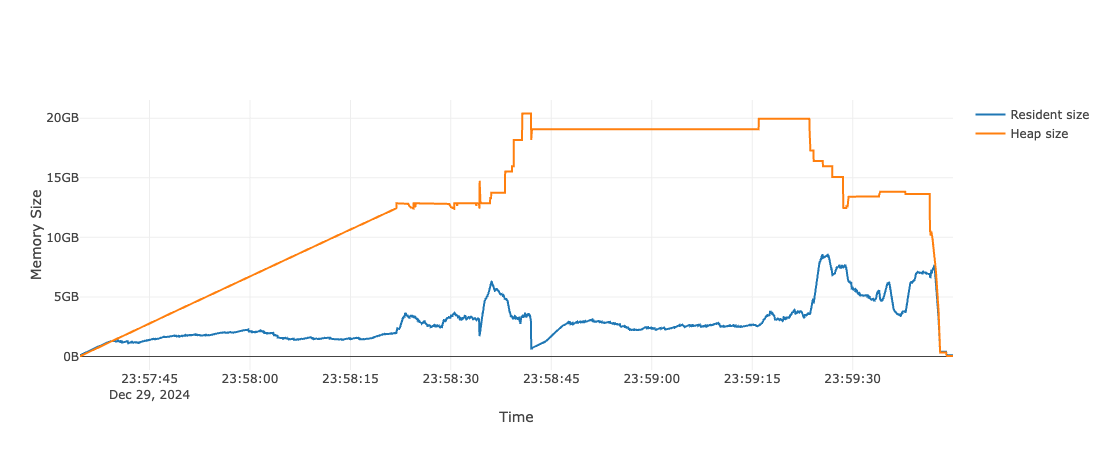 20GB
15GB
10GB
5GB
0B
Memory Size
23:57:45
Dec 29, 2024
23:58:00
23:58:15
23:58:30
23:58:45
23:59:00
23:59:15
23:59:30
Time
Resident size
Heap size